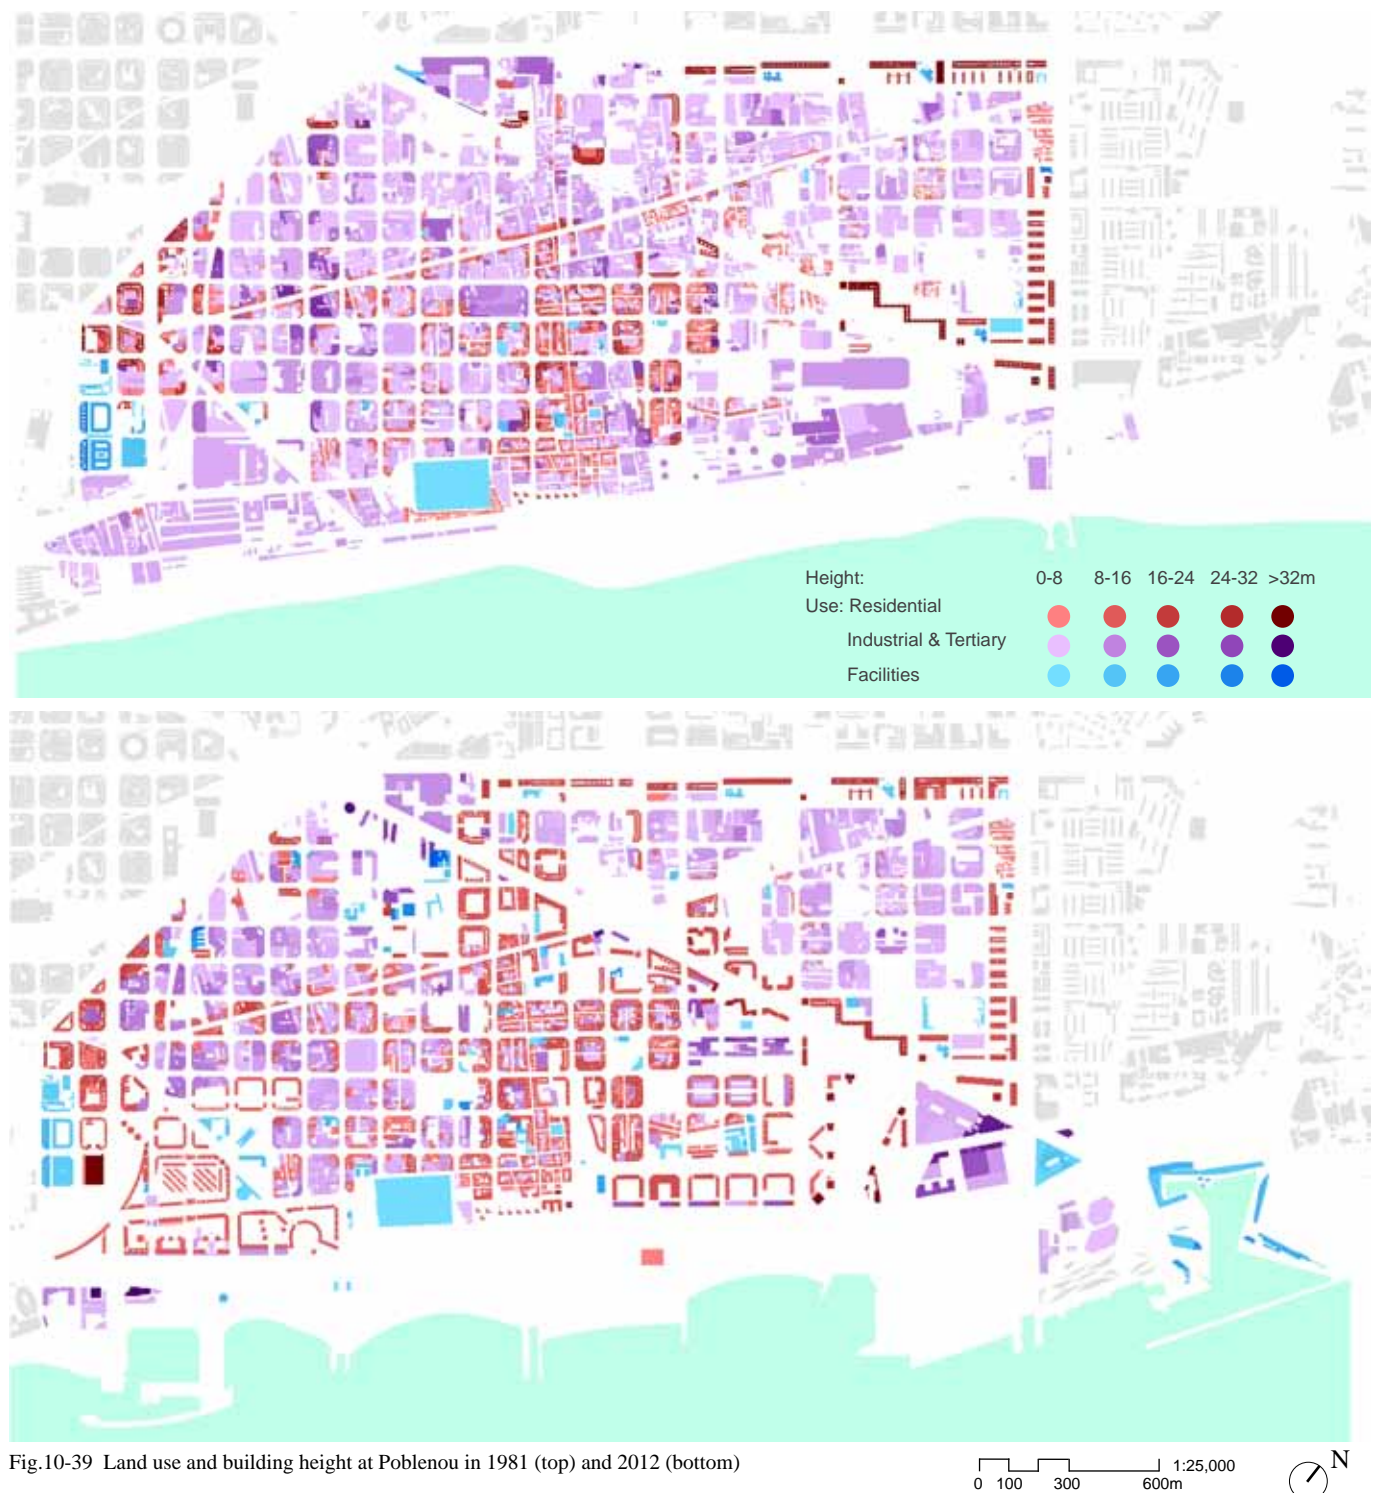 Height: 0-8 8-16 16-24 24-32 >32m
Use: Residential
Industrial & Tertiary
Facilities
Fig.10-39 Land use and building height at Poblenou in 1981 (top) and 2012 (bottom)
N
1:25,000
0 100 300 600m